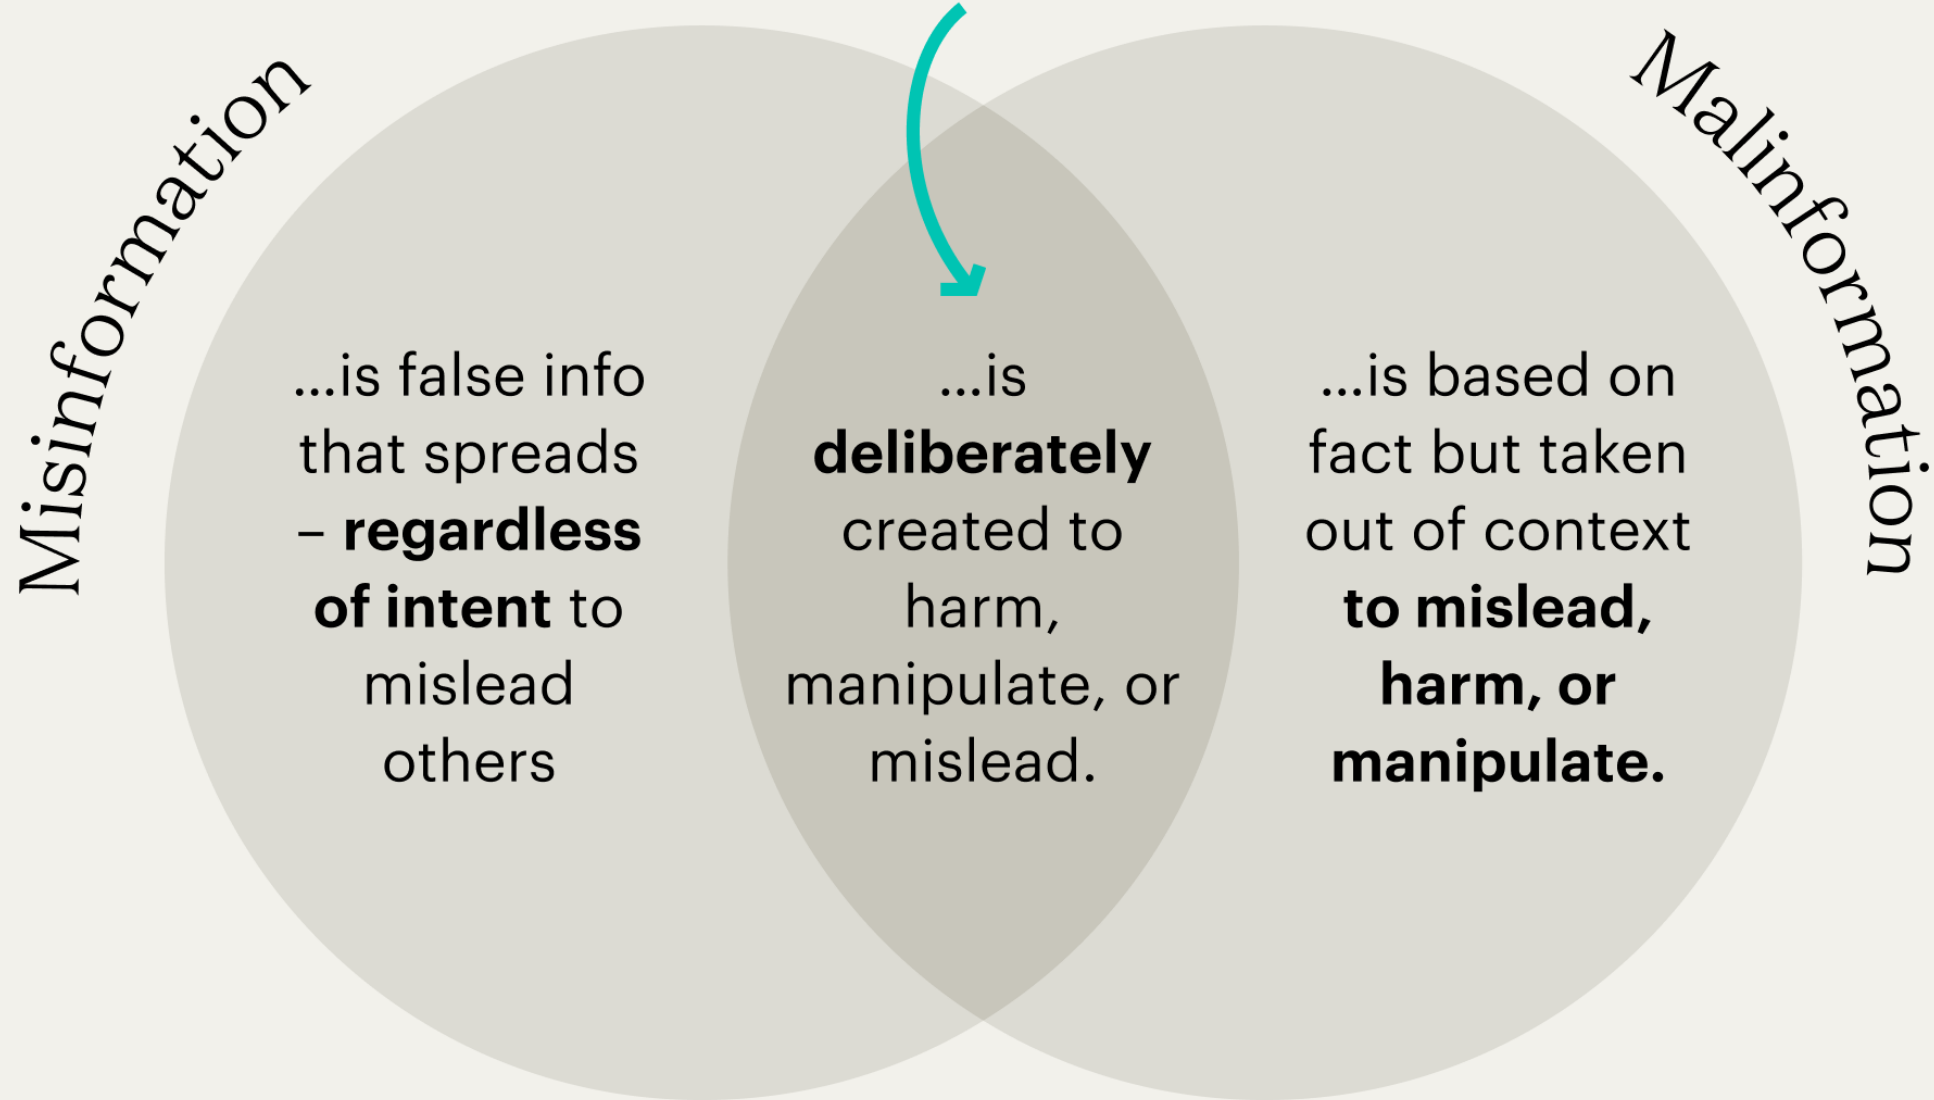 Misinformation
Malinformation
...is false info
that spreads
– regardless
of intent to
mislead
others
...is
deliberately
created to
harm,
manipulate, or
mislead.
...is based on
fact but taken
out of context
to mislead,
harm, or
manipulate.